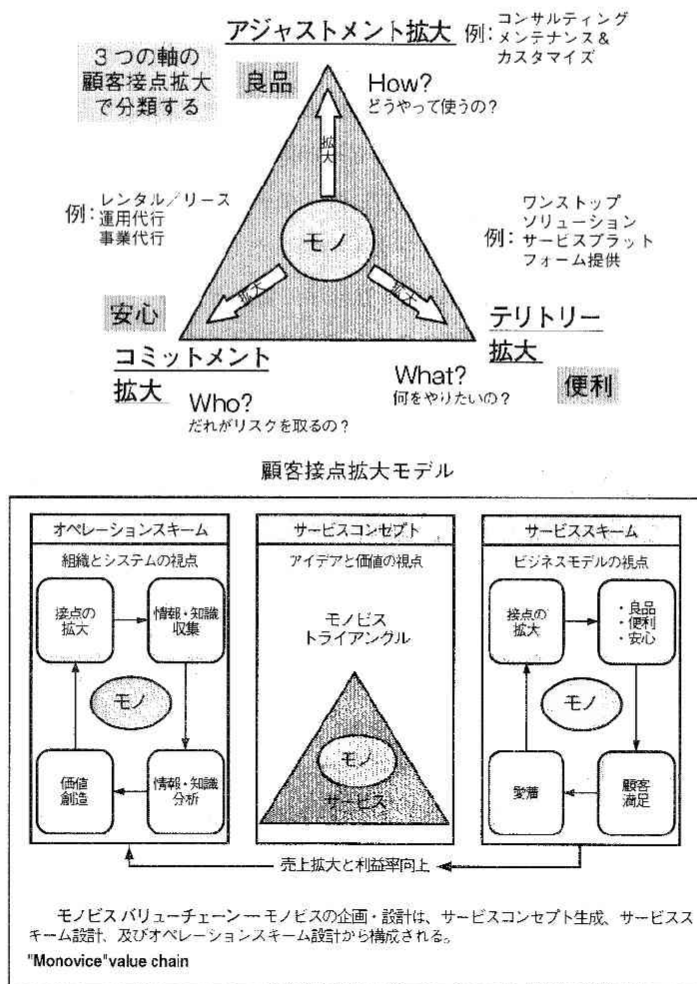 アジャストメント拡大
例：コンサルティング
メンテナンス＆
カスタマイズ
3つの軸の
顧客接点拡大
で分類する
良品
How?
どうやって使うの？
拡大
例：レンタル／リース
運用代行
事業代行
モノ
例：ワンストップ
ソリューション
サービスプラット
フォーム提供
拡大
拡大
安心
コミットメント
拡大
テリトリー
拡大
Who?
だれがリスクを取るの？
What?
何をやりたいの？
便利
顧客接点拡大モデル
オペレーションスキーム
組織とシステムの視点
接点の
拡大
情報・知識
収集
モノ
価値
創造
情報・知識
分析
サービスコンセプト
アイデアと価値の視点
モノビス
トライアングル
モノ
サービス
サービススキーム
ビジネスモデルの視点
接点の
拡大
・良品
・便利
・安心
モノ
愛着
顧客
満足
売上拡大と利益率向上
モノビス バリューチェーン ― モノビスの企画・設計は、サービスコンセプト生成、サービスス
キーム設計、及びオペレーションスキーム設計から構成される。
"Monovice"value chain